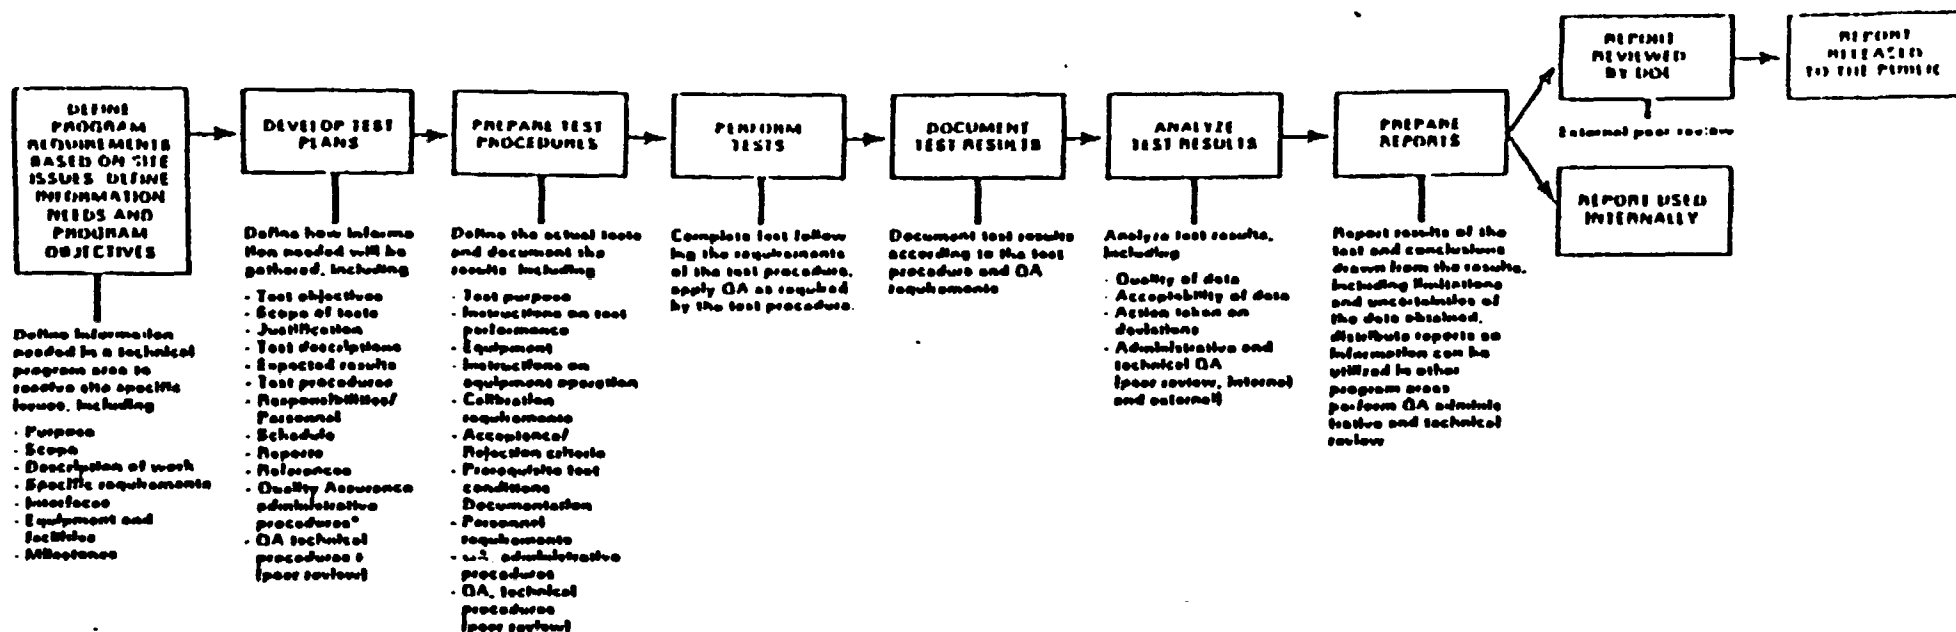 DEFINE
PROGRAM
REQUIREMENTS
BASED ON SITE
ISSUES DEFINE
INFORMATION
NEEDS AND
PROGRAM
OBJECTIVES
Define information
needed in a technical
program area to
resolve site specific
issues, including
- Purpose
- Scope
- Description of work
- Specific requirements
- Interfaces
- Equipment and
facilities
- Milestones
DEVELOP TEST
PLANS
Define how informa
tion needed will be
gathered, including
- Test objectives
- Scope of tests
- Justification
- Test descriptions
- Expected results
- Test procedures
- Responsibilities/
Personnel
- Schedule
- Reports
- References
- Quality Assurance
administrative
procedures*
- QA technical
procedures +
(peer review)
PREPARE TEST
PROCEDURES
Define the actual tests
and document the
results including
- Test purpose
- Instructions on test
performance
- Equipment
- Instructions on
equipment operation
- Calibration
requirements
- Acceptance/
Rejection criteria
- Prerequisite test
conditions
Documentation
- Personnel
requirements
- administrative
procedures
- QA, technical
procedures
(peer review)
PERFORM
TESTS
Complete test follow
ing the requirements
of the test procedure,
apply QA as required
by the test procedure.
DOCUMENT
TEST RESULTS
Document test results
according to the test
procedure and QA
requirements
ANALYZE
TEST RESULTS
Analyze test results,
including
- Quality of data
- Acceptability of data
- Action taken on
deviations
- Administrative and
technical QA
(peer review, internal
and external)
PREPARE
REPORTS
Report results of the
test and conclusions
drawn from the results,
including limitations
and uncertainties of
the data obtained,
distribute reports so
information can be
utilized in other
program areas
perform QA adminis
trative and technical
review
REPORT
REVIEWED
BY DOE
External peer review
REPORT
RELEASED
TO THE PUBLIC
REPORT USED
INTERNALLY